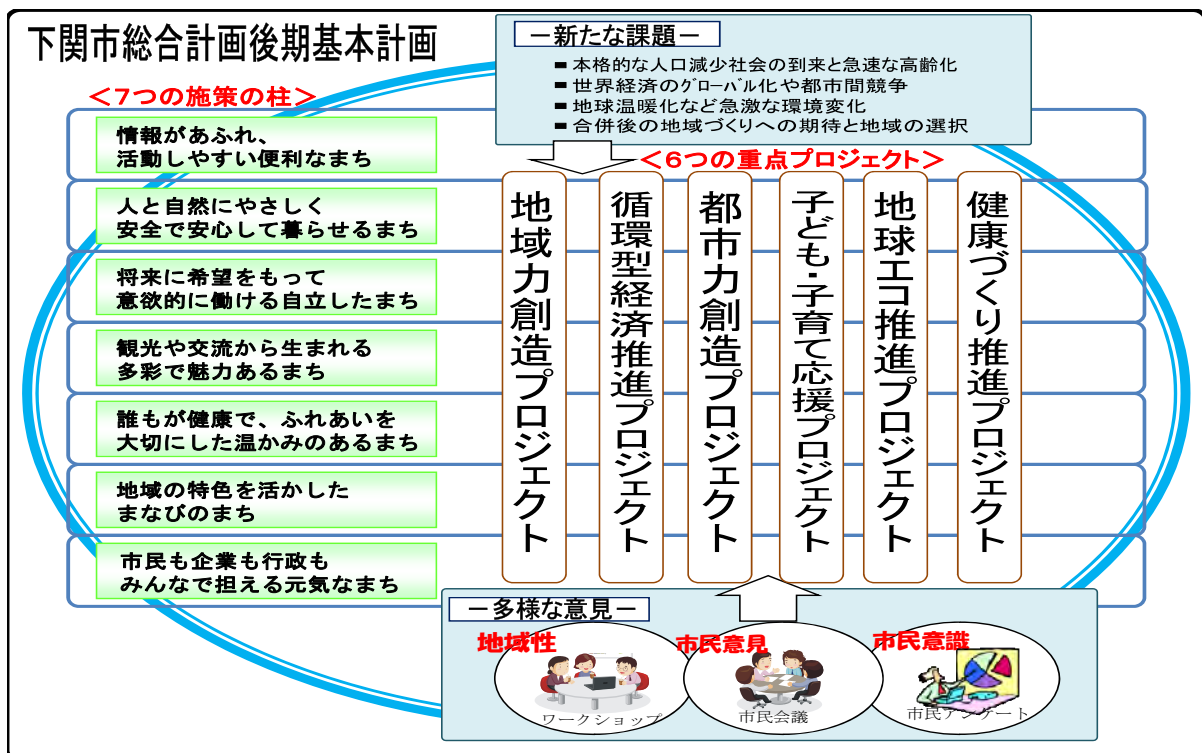 下関市総合計画後期基本計画
－新たな課題－
本格的な人口減少社会の到来と急速な高齢化
世界経済のグローバル化や都市間競争
地球温暖化など急激な環境変化
合併後の地域づくりへの期待と地域の選択
＜７つの施策の柱＞
情報があふれ、
活動しやすい便利なまち
人と自然にやさしく
安全で安心して暮らせるまち
将来に希望をもって
意欲的に働ける自立したまち
観光や交流から生まれる
多彩で魅力あるまち
誰もが健康で、ふれあいを
大切にした温かみのあるまち
地域の特色を活かした
まなびのまち
市民も企業も行政も
みんなで担える元気なまち
＜６つの重点プロジェクト＞
地域力創造プロジェクト
循環型経済推進プロジェクト
都市力創造プロジェクト
子ども・子育て応援プロジェクト
地球エコ推進プロジェクト
健康づくり推進プロジェクト
－多様な意見－
地域性
ワークショップ
市民意見
市民会議
市民意識
市民アンケート